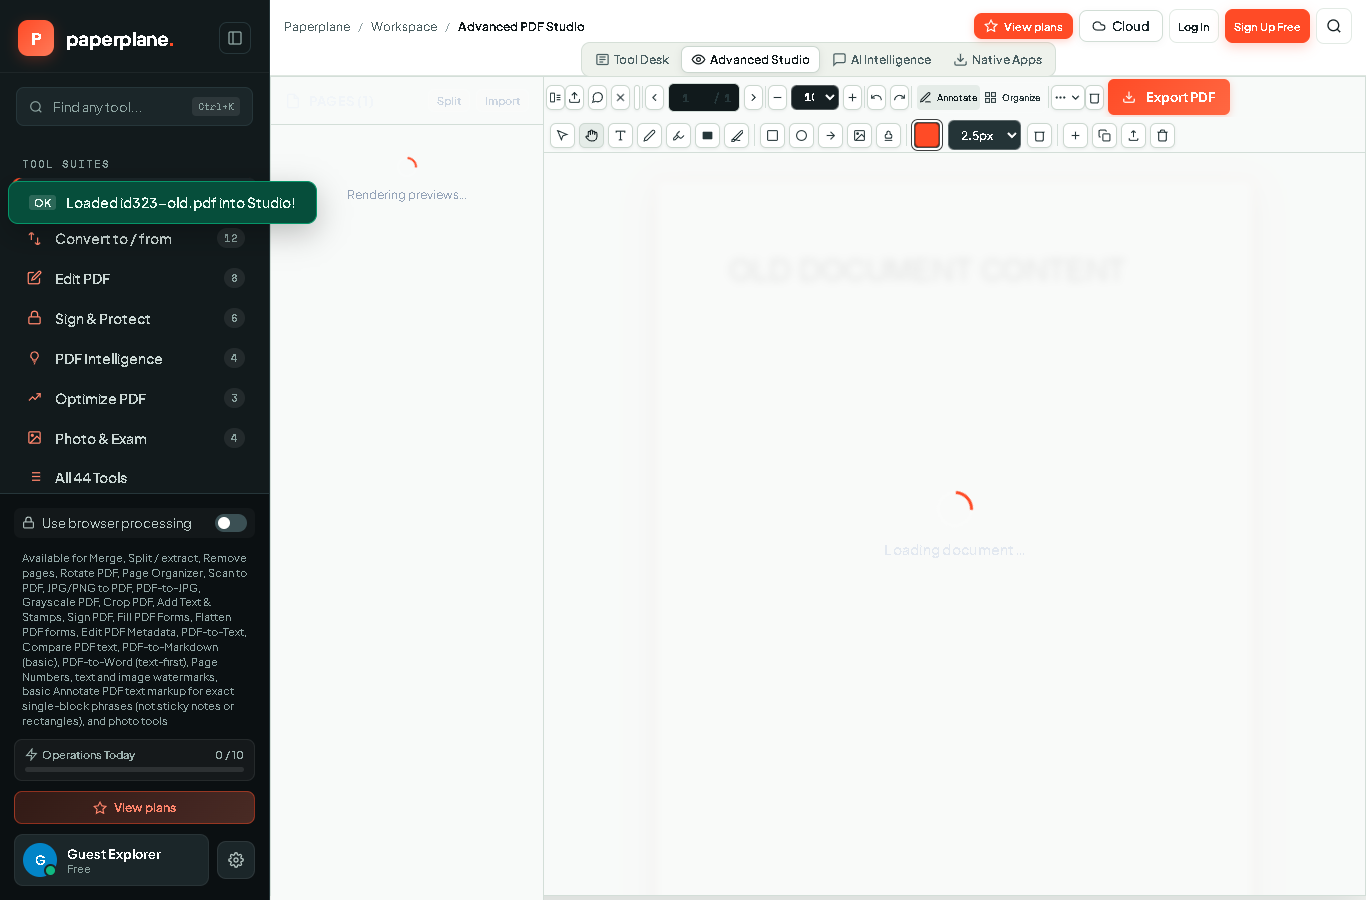 P paperplane.
Find any tool... Ctrl+K
TOOL SUITES
OK Loaded id323-old.pdf into Studio!
Convert to / from 12
Edit PDF 8
Sign & Protect 6
PDF Intelligence 4
Optimize PDF 3
Photo & Exam 4
All 44 Tools
Use browser processing
Available for Merge, Split / extract, Remove
pages, Rotate PDF, Page Organizer, Scan to
PDF, JPG/PNG to PDF, PDF-to-JPG,
Grayscale PDF, Crop PDF, Add Text &
Stamps, Sign PDF, Fill PDF Forms, Flatten
PDF forms, Edit PDF Metadata, PDF-to-Text,
Compare PDF text, PDF-to-Markdown
(basic), PDF-to-Word (text-first), Page
Numbers, text and image watermarks,
basic Annotate PDF text markup for exact
single-block phrases (not sticky notes or
rectangles), and photo tools
Operations Today 0 / 10
View plans
G Guest Explorer
Free
Paperplane / Workspace / Advanced PDF Studio
View plans Cloud Log In Sign Up Free
Tool Desk Advanced Studio AI Intelligence Native Apps
PAGES (1) Split Import
Rendering previews...
1 / 1
Annotate Organize Export PDF
2.5px
OLD DOCUMENT CONTENT
Loading document...